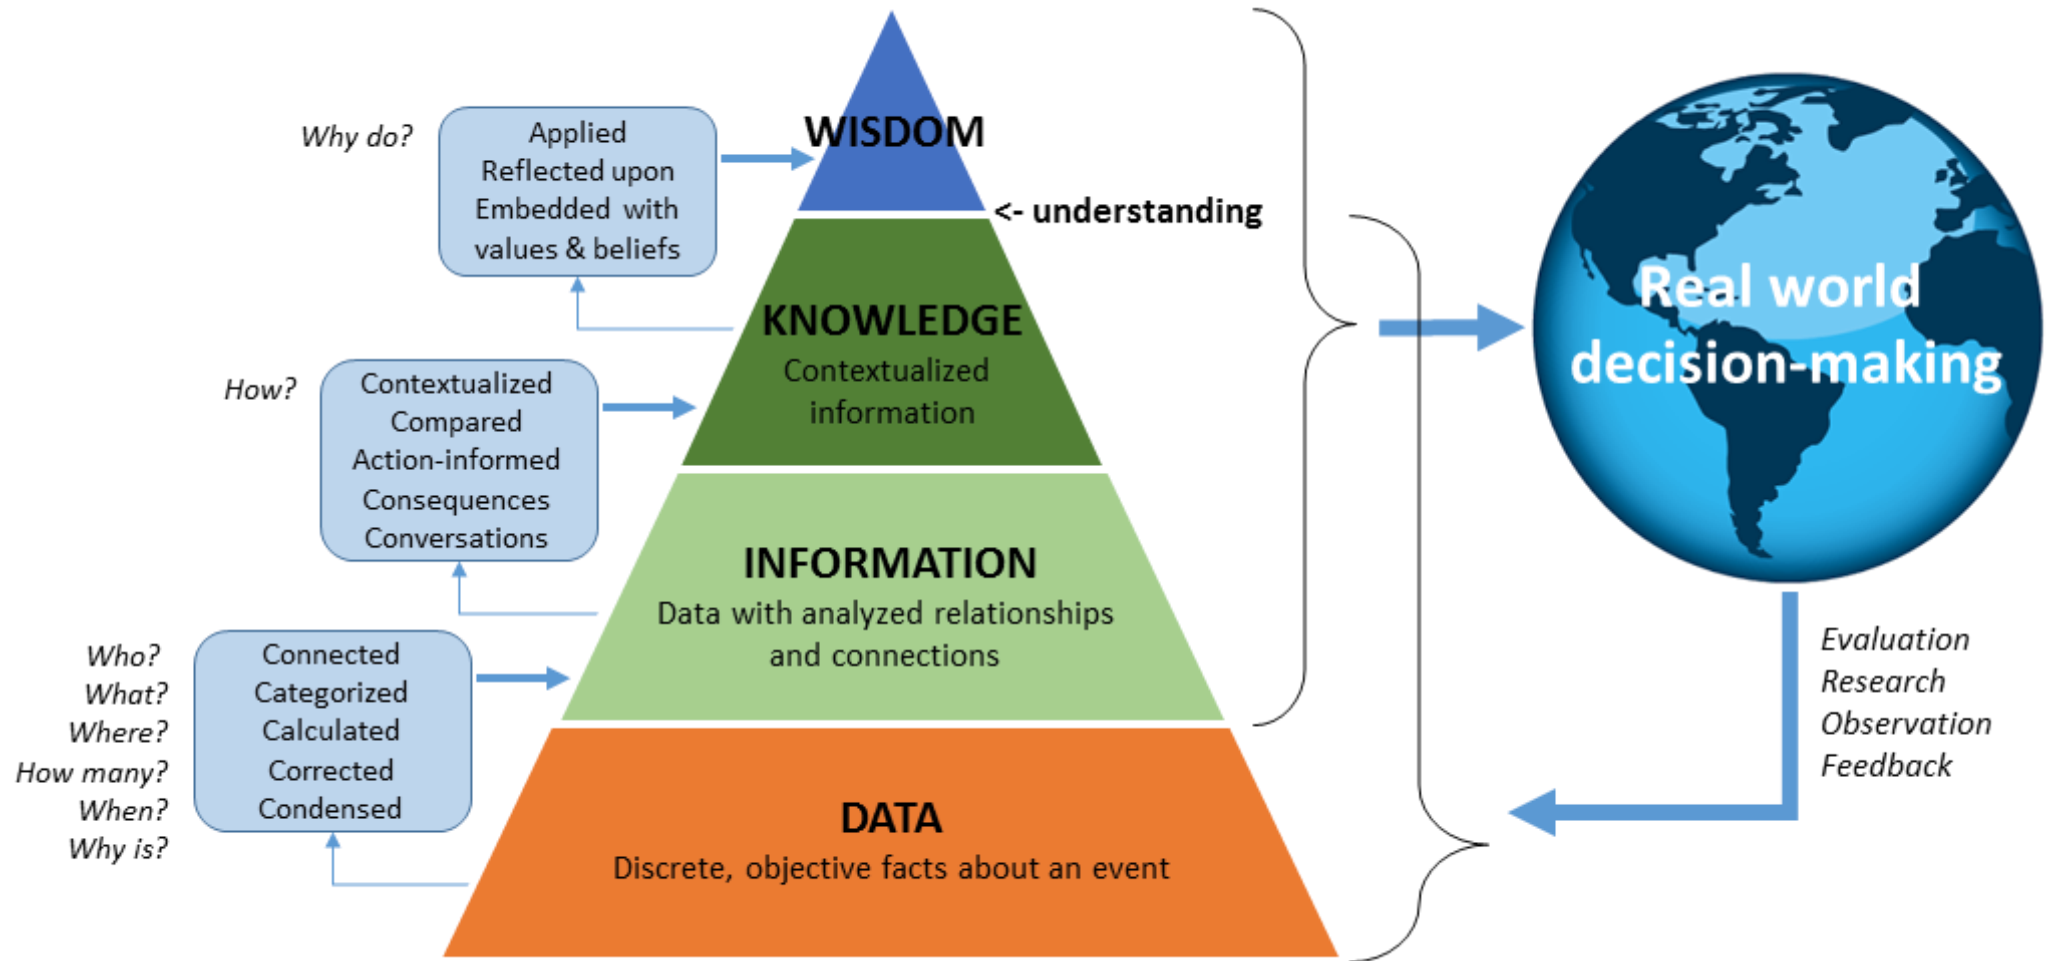 WISDOM
<- understanding
Why do?
Applied
Reflected upon
Embedded with
values & beliefs
KNOWLEDGE
Contextualized
information
How?
Contextualized
Compared
Action-informed
Consequences
Conversations
INFORMATION
Data with analyzed relationships
and connections
Who?
What?
Where?
How many?
When?
Why is?
Connected
Categorized
Calculated
Corrected
Condensed
DATA
Discrete, objective facts about an event
Real world
decision-making
Evaluation
Research
Observation
Feedback